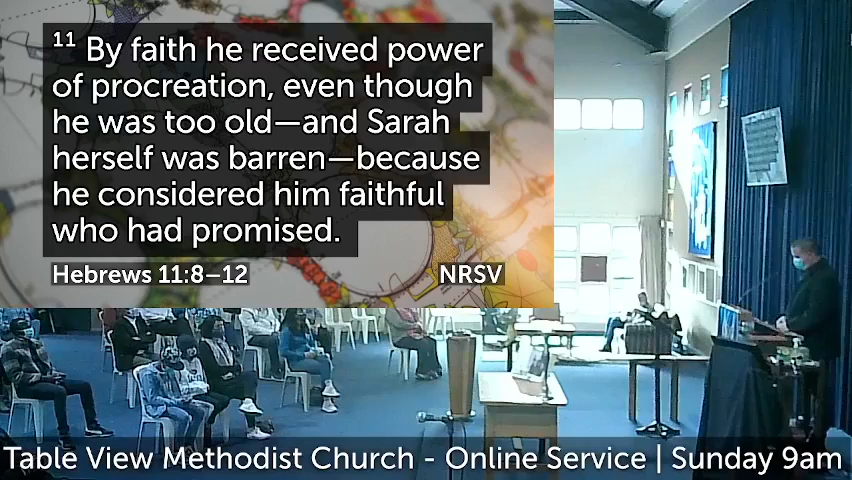 11 By faith he received power
of procreation, even though
he was too old—and Sarah
herself was barren—because
he considered him faithful
who had promised.
Hebrews 11:8–12 NRSV
Table View Methodist Church - Online Service | Sunday 9am